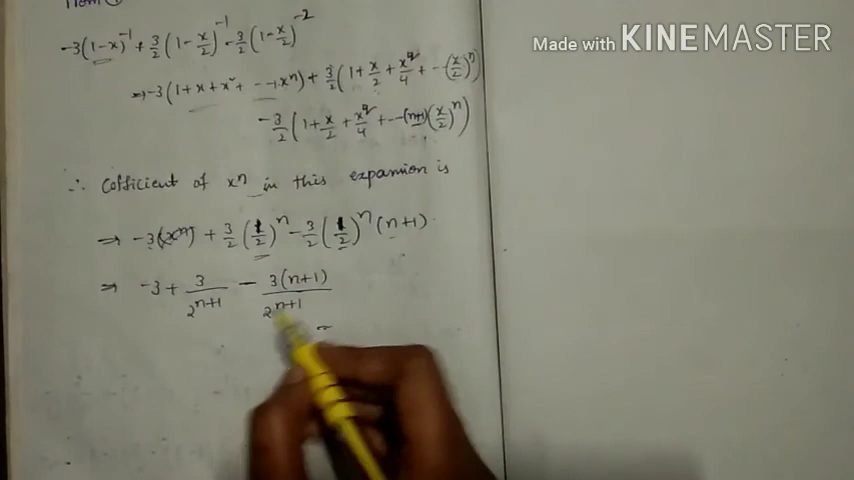 from ①
Made with KINEMASTER
-3(1-x)^{-1} + 3/2 (1-x/2)^{-1} - 3/2 (1-x/2)^{-2}
⇒ -3(1+x+x²+ ---+x^n) + 3/2 (1+x/2+x²/4+--(x/2)^n)
-3/2 (1+x/2+x²/4+--(n+1)(x/2)^n)
∴ Cofficient of x^n in this expansion is
⇒ -3 + 3/2 (1/2)^n - 3/2 (1/2)^n (n+1).
⇒ -3 + 3/2^{n+1} - 3(n+1)/2^{n+1}